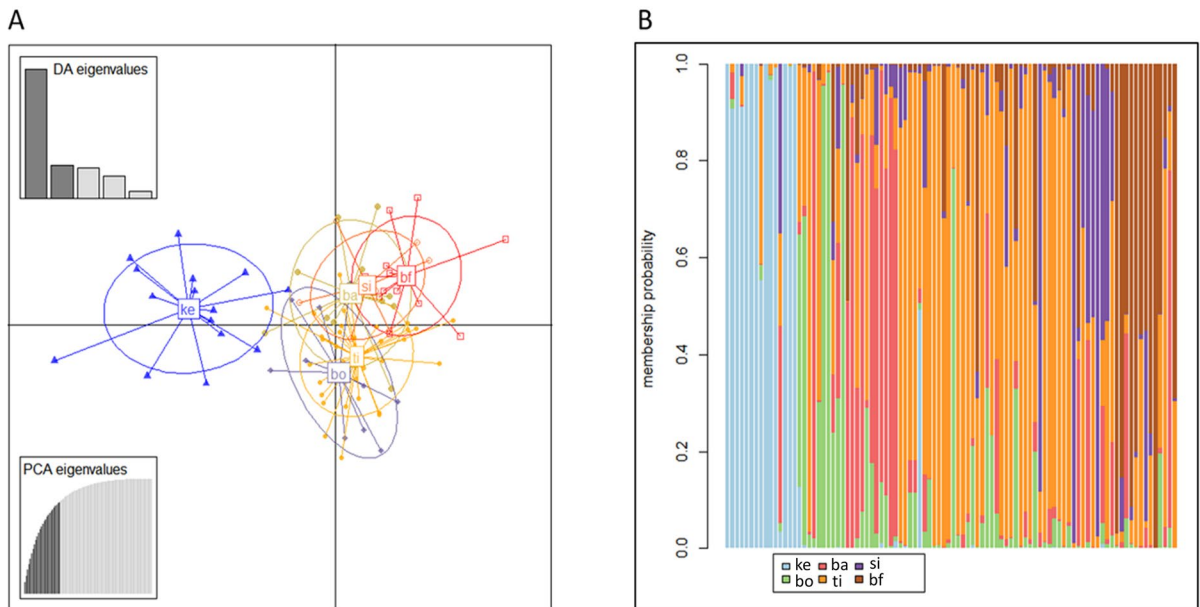 A
DA eigenvalues
ke
ba
si
bf
ti
bo
PCA eigenvalues
B
membership probability
1.0
0.8
0.6
0.4
0.2
0.0
ke ba si
bo ti bf